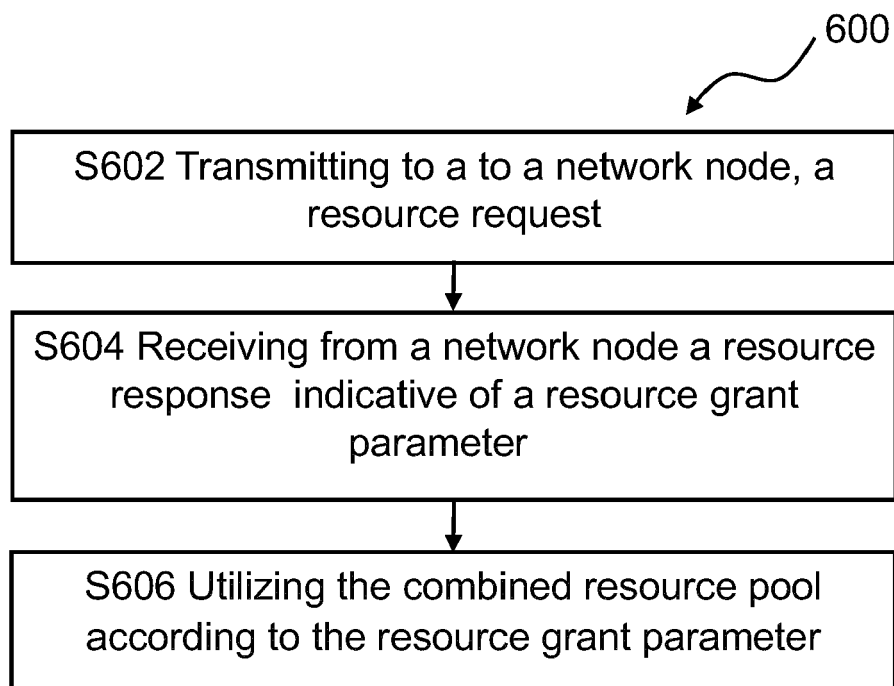 600
S602 Transmitting to a to a network node, a
resource request
S604 Receiving from a network node a resource
response indicative of a resource grant
parameter
S606 Utilizing the combined resource pool
according to the resource grant parameter